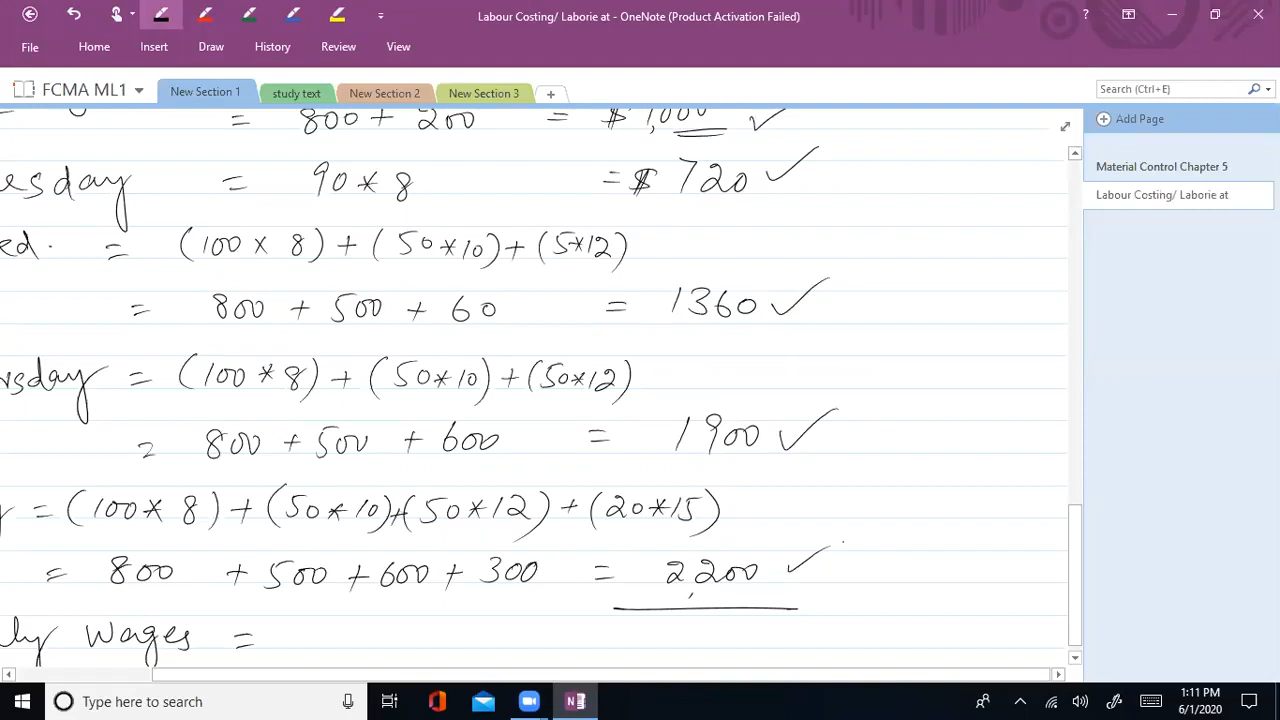 Labour Costing/ Laborie at - OneNote (Product Activation Failed)
File Home Insert Draw History Review View
FCMA ML1 New Section 1 study text New Section 2 New Section 3
Search (Ctrl+E)
Add Page
Material Control Chapter 5
Labour Costing/ Laborie at
= 800 + 200 = $ 1,000 ✓
esday = 90 * 8 = $ 720 ✓
ed. = (100 x 8) + (50 * 10) + (5*12)
= 800 + 500 + 60 = 1360 ✓
rsday = (100 * 8) + (50*10) + (50*12)
= 800 + 500 + 600 = 1900 ✓
y = (100 * 8) + (50 * 10) + (50 * 12) + (20 * 15)
= 800 + 500 + 600 + 300 = 2,200 ✓
ly Wages =
Type here to search
1:11 PM
6/1/2020